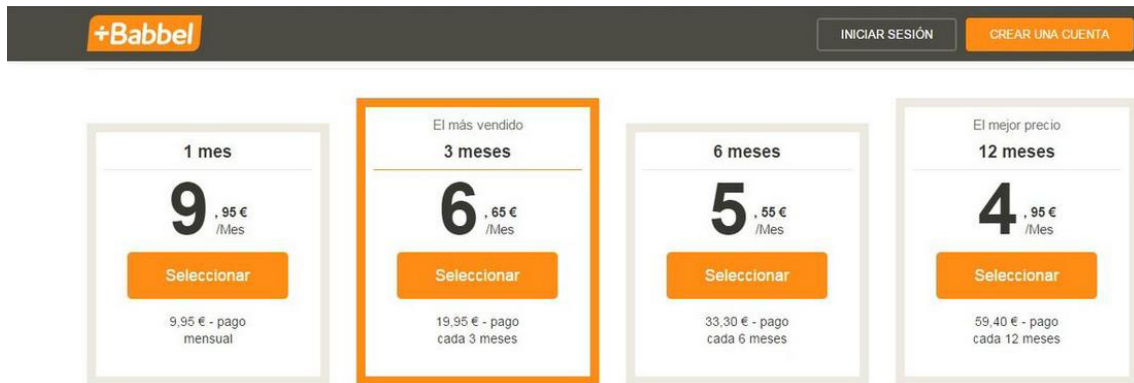 +Babbel
INICIAR SESIÓN
CREAR UNA CUENTA
1 mes
9, 95 €
/Mes
Seleccionar
9,95 € - pago
mensual
El más vendido
3 meses
6, 65 €
/Mes
Seleccionar
19,95 € - pago
cada 3 meses
6 meses
5, 55 €
/Mes
Seleccionar
33,30 € - pago
cada 6 meses
El mejor precio
12 meses
4, 95 €
/Mes
Seleccionar
59,40 € - pago
cada 12 meses